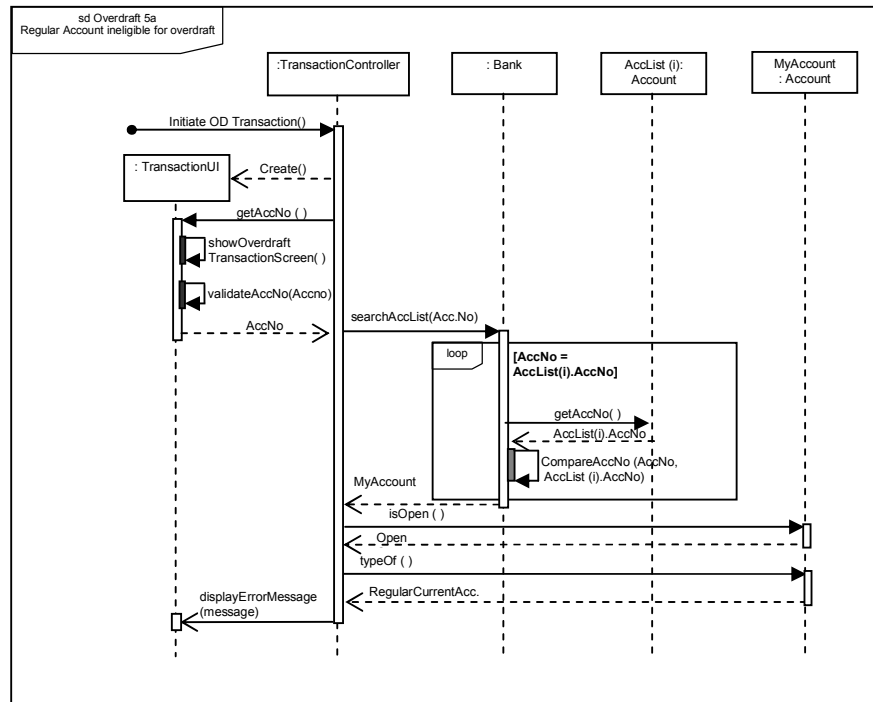 sd Overdraft 5a
Regular Account ineligible for overdraft
:TransactionController
: Bank
AccList (i):
Account
MyAccount
: Account
Initiate OD Transaction()
: TransactionUI
Create()
getAccNo ( )
showOverdraft
TransactionScreen( )
validateAccNo(Accno)
AccNo
searchAccList(Acc.No)
loop
[AccNo =
AccList(i).AccNo]
getAccNo( )
AccList(i).AccNo
CompareAccNo (AccNo,
AccList (i).AccNo)
MyAccount
isOpen ( )
Open
typeOf ( )
RegularCurrentAcc.
displayErrorMessage
(message)